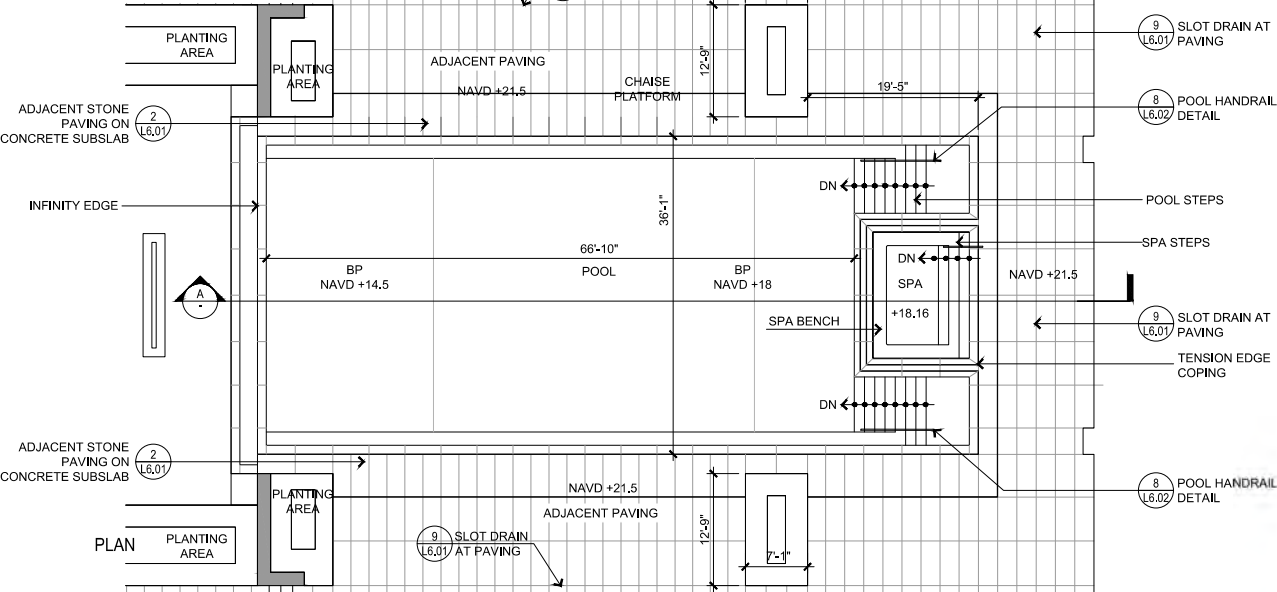 PLANTING
AREA
PLANTING
AREA
ADJACENT PAVING
NAVD +21.5
CHAISE
PLATFORM
12'-9"
19'-5"
9
L6.01
SLOT DRAIN AT
PAVING
8
L6.02
POOL HANDRAIL
DETAIL
ADJACENT STONE
PAVING ON
CONCRETE SUBSLAB
2
L6.01
INFINITY EDGE
36'-1"
DN
POOL STEPS
SPA STEPS
66'-10"
BP
NAVD +14.5
POOL
BP
NAVD +18
DN
SPA
+18.16
NAVD +21.5
A
-
SPA BENCH
9
L6.01
SLOT DRAIN AT
PAVING
TENSION EDGE
COPING
DN
ADJACENT STONE
PAVING ON
CONCRETE SUBSLAB
2
L6.01
8
L6.02
POOL HANDRAIL
DETAIL
PLANTING
AREA
NAVD +21.5
ADJACENT PAVING
12'-9"
7'-1"
PLAN
PLANTING
AREA
9
L6.01
SLOT DRAIN
AT PAVING